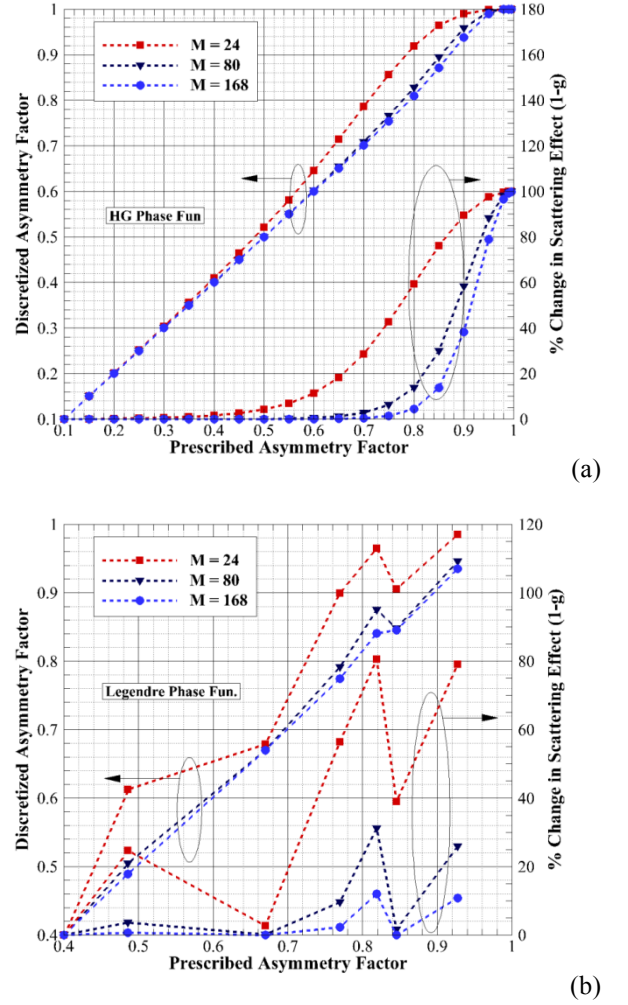 M = 24
M = 80
M = 168
HG Phase Fun
Discretized Asymmetry Factor
1
0.9
0.8
0.7
0.6
0.5
0.4
0.3
0.2
0.1
% Change in Scattering Effect (1-g)
180
160
140
120
100
80
60
40
20
0
0.1 0.2 0.3 0.4 0.5 0.6 0.7 0.8 0.9 1
Prescribed Asymmetry Factor
(a)
M = 24
M = 80
M = 168
Legendre Phase Fun.
Discretized Asymmetry Factor
1
0.9
0.8
0.7
0.6
0.5
0.4
% Change in Scattering Effect (1-g)
120
100
80
60
40
20
0
0.4 0.5 0.6 0.7 0.8 0.9 1
Prescribed Asymmetry Factor
(b)